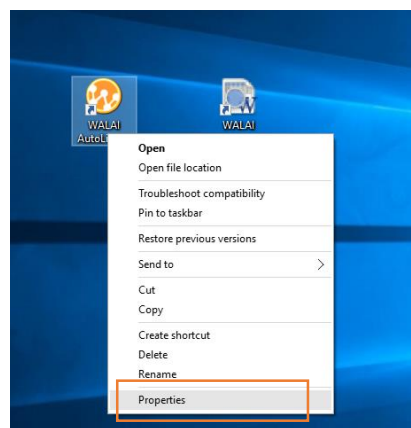 WALAI
WALAI
Open
Open file location
Troubleshoot compatibility
Pin to taskbar
Restore previous versions
Send to
Cut
Copy
Create shortcut
Delete
Rename
Properties